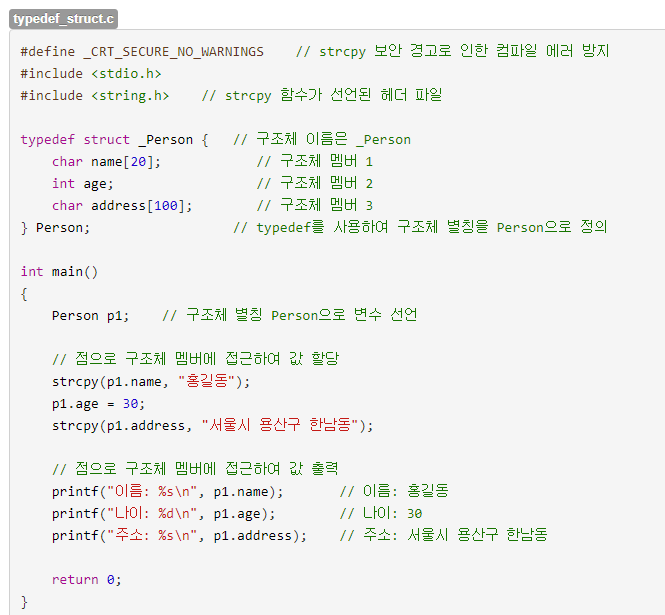 typedef_struct.c
#define _CRT_SECURE_NO_WARNINGS    // strcpy 보안 경고로 인한 컴파일 에러 방지
#include <stdio.h>
#include <string.h>    // strcpy 함수가 선언된 헤더 파일
typedef struct _Person {   // 구조체 이름은 _Person
    char name[20];            // 구조체 멤버 1
    int age;                  // 구조체 멤버 2
    char address[100];        // 구조체 멤버 3
} Person;                  // typedef를 사용하여 구조체 별칭을 Person으로 정의
int main()
{
    Person p1;    // 구조체 별칭 Person으로 변수 선언
    // 점으로 구조체 멤버에 접근하여 값 할당
    strcpy(p1.name, "홍길동");
    p1.age = 30;
    strcpy(p1.address, "서울시 용산구 한남동");
    // 점으로 구조체 멤버에 접근하여 값 출력
    printf("이름: %s\n", p1.name);       // 이름: 홍길동
    printf("나이: %d\n", p1.age);        // 나이: 30
    printf("주소: %s\n", p1.address);    // 주소: 서울시 용산구 한남동
    return 0;
}